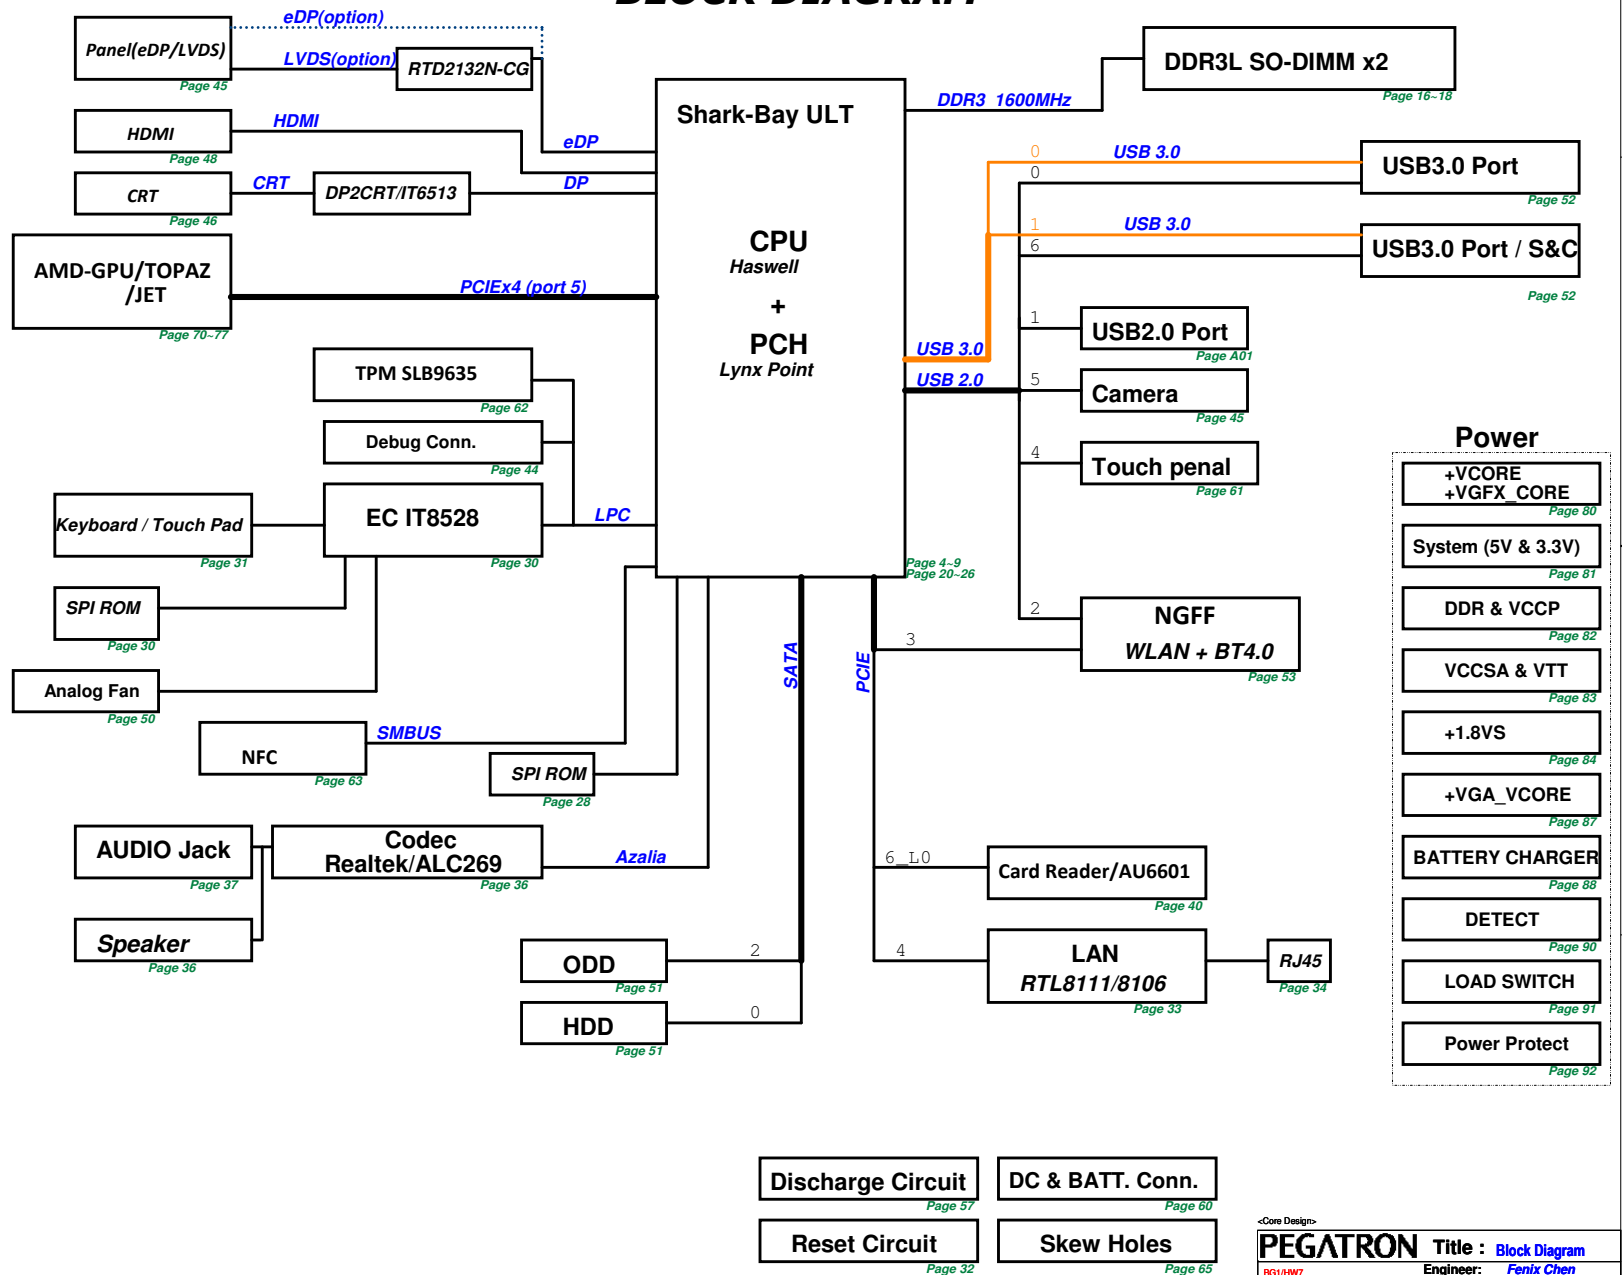 BLOCK DIAGRAM
eDP(option)
Panel(eDP/LVDS)
LVDS(option)
RTD2132N-CG
Page 45
HDMI
HDMI
Page 48
eDP
CRT
CRT
DP2CRT/IT6513
DP
Page 46
AMD-GPU/TOPAZ
/JET
PCIEx4 (port 5)
Page 70~77
TPM SLB9635
Page 62
Debug Conn.
Page 44
Keyboard / Touch Pad
Page 31
EC IT8528
LPC
Page 30
SPI ROM
Page 30
Analog Fan
Page 50
NFC
SMBUS
Page 63
SPI ROM
Page 28
AUDIO Jack
Page 37
Codec
Realtek/ALC269
Azalia
Page 36
Speaker
Page 36
ODD
2
Page 51
HDD
0
Page 51
Shark-Bay ULT
CPU
Haswell
+
PCH
Lynx Point
Page 4~9
Page 20~26
SATA
PCIE
DDR3 1600MHz
DDR3L SO-DIMM x2
Page 16~18
0
USB 3.0
0
USB3.0 Port
Page 52
1
USB 3.0
6
USB3.0 Port / S&C
Page 52
USB 3.0
USB 2.0
1
USB2.0 Port
Page A01
5
Camera
Page 45
4
Touch penal
Page 61
2
3
NGFF
WLAN + BT4.0
Page 53
6_L0
Card Reader/AU6601
Page 40
4
LAN
RTL8111/8106
Page 33
RJ45
Page 34
Power
+VCORE
+VGFX_CORE
Page 80
System (5V & 3.3V)
Page 81
DDR & VCCP
Page 82
VCCSA & VTT
Page 83
+1.8VS
Page 84
+VGA_VCORE
Page 87
BATTERY CHARGER
Page 88
DETECT
Page 90
LOAD SWITCH
Page 91
Power Protect
Page 92
Discharge Circuit
Page 57
DC & BATT. Conn.
Page 60
Reset Circuit
Page 32
Skew Holes
Page 65
<Core Design>
PEGATRON
Title : Block Diagram
BG1/HW7
Engineer: Fenix Chen